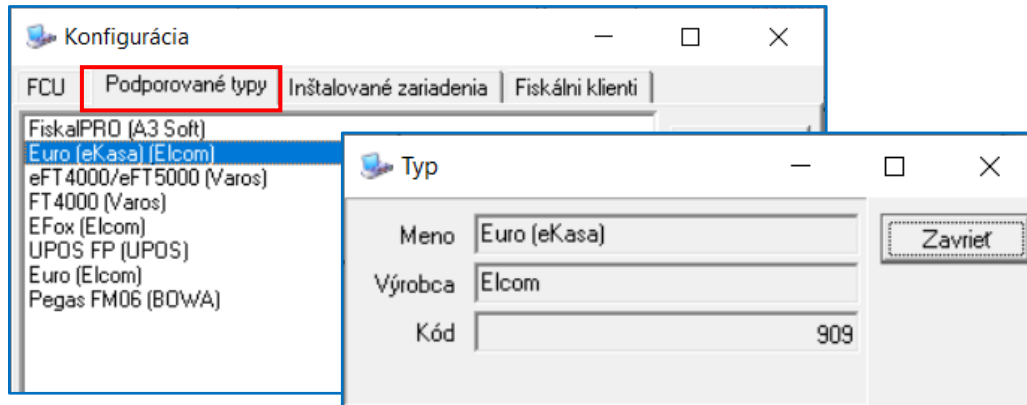 Konfigurácia
FCU Podporované typy Inštalované zariadenia Fiskálni klienti
FiskalPRO (A3 Soft)
Euro (eKasa) (Elcom)
eFT4000/eFT5000 (Varos)
FT4000 (Varos)
EFox (Elcom)
UPOS FP (UPOS)
Euro (Elcom)
Pegas FM06 (BOWA)
Typ
Meno Euro (eKasa)
Zavrieť
Výrobca Elcom
Kód 909